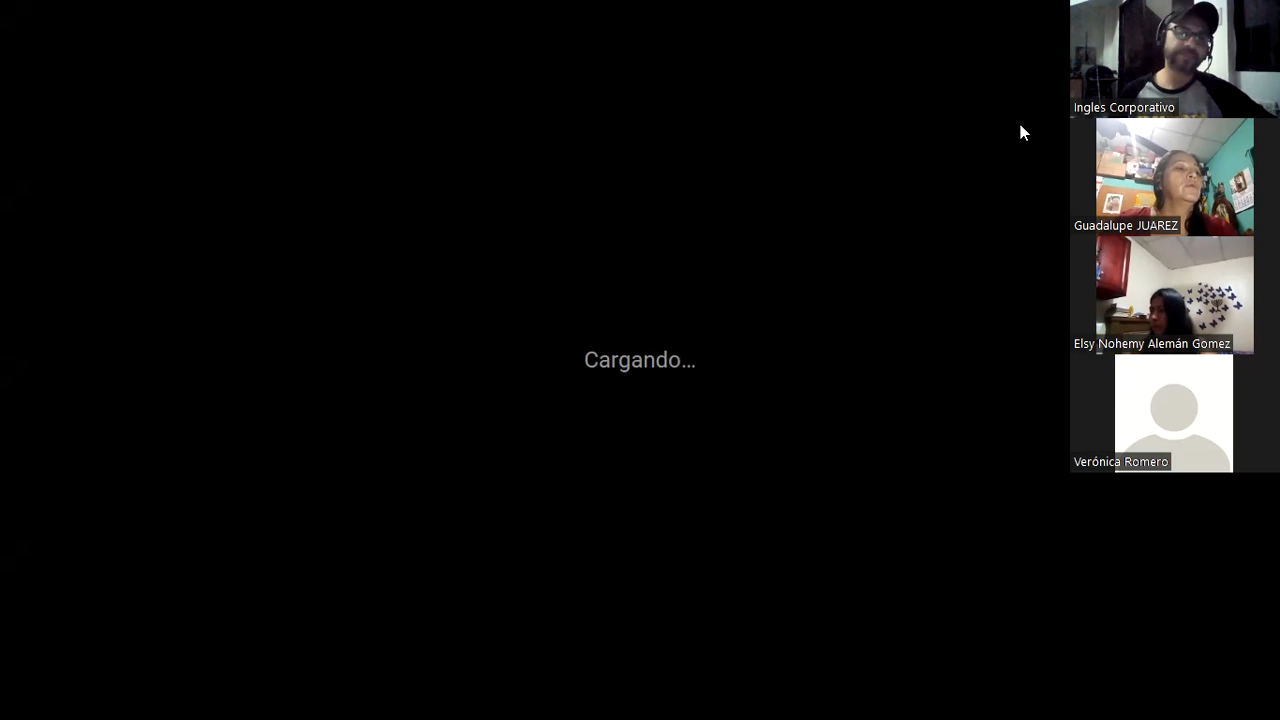 Ingles Corporativo
Guadalupe JUAREZ
Cargando...
Elsy Nohemy Alemán Gomez
Verónica Romero